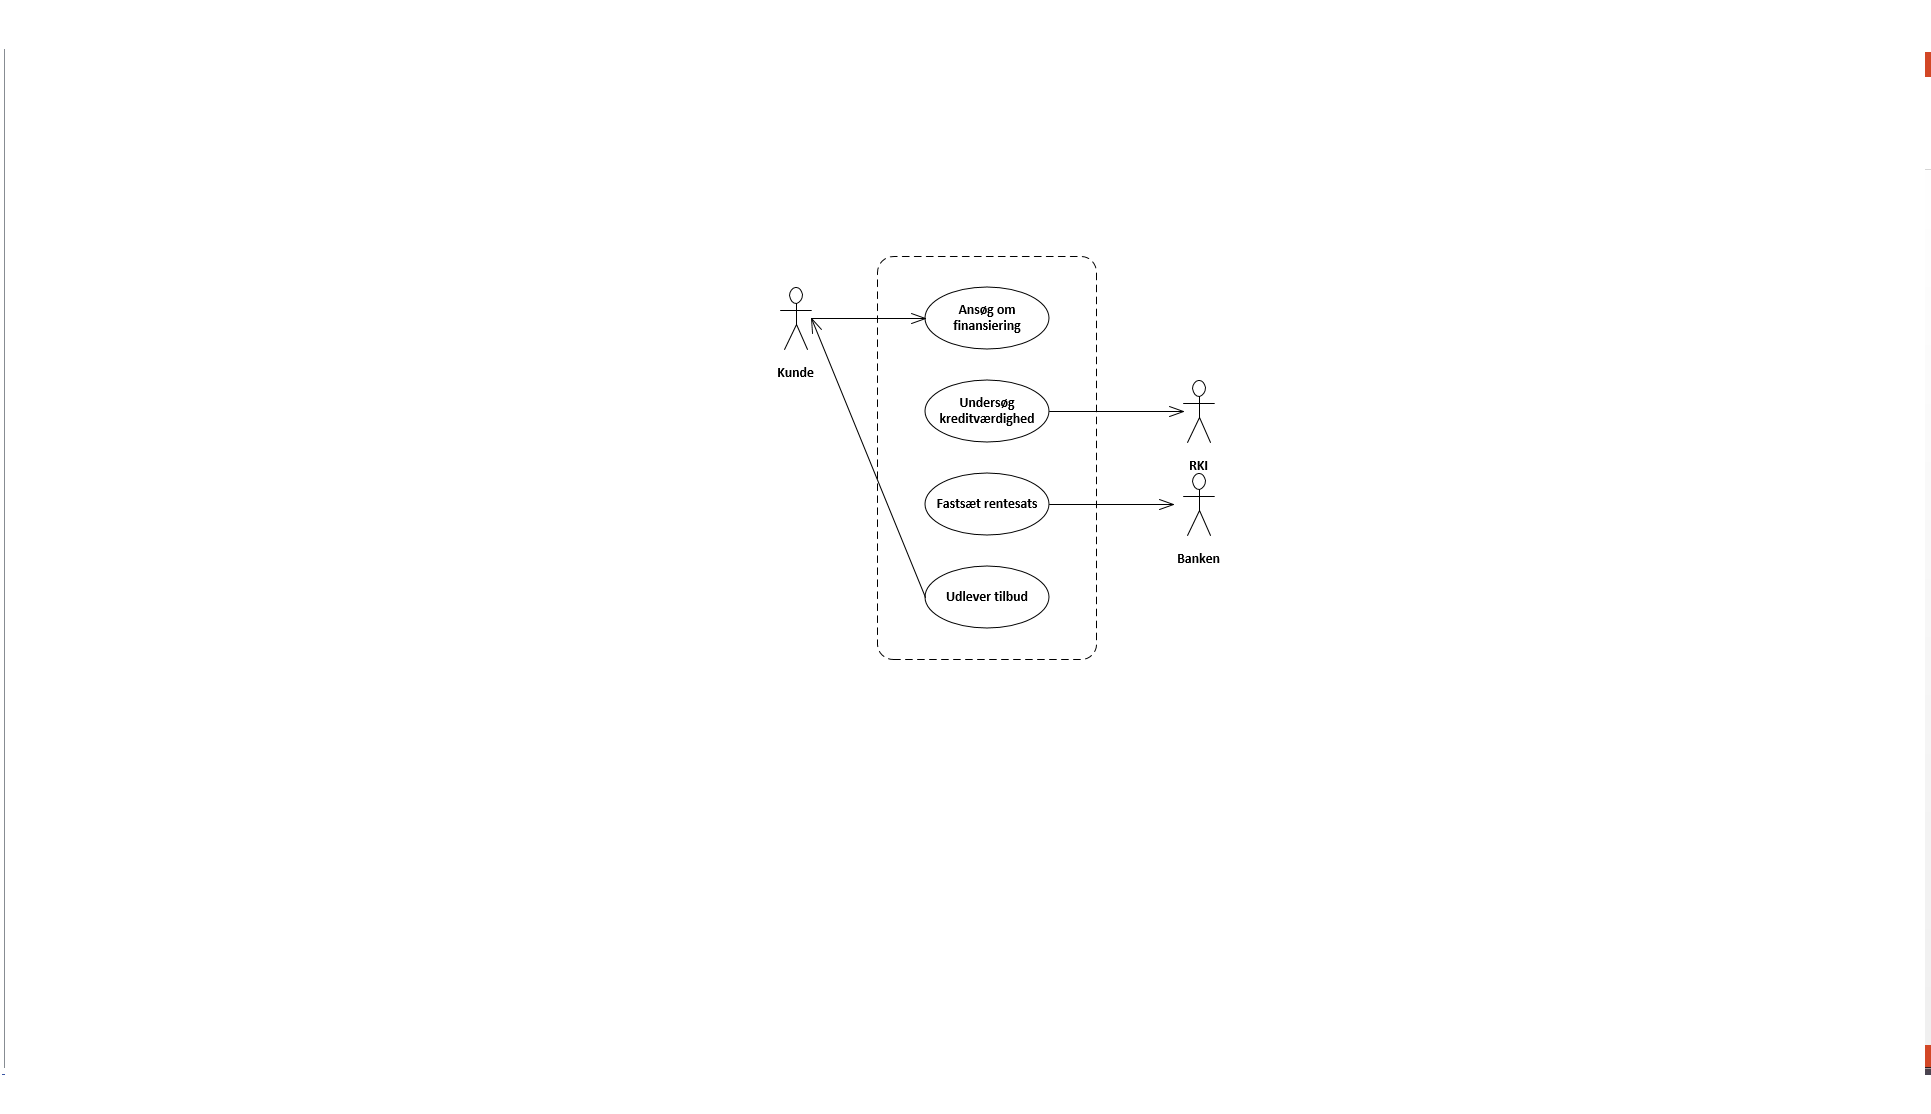 Ansøg om
finansiering
Kunde
Undersøg
kreditværdighed
RKI
Fastsæt rentesats
Banken
Udlever tilbud